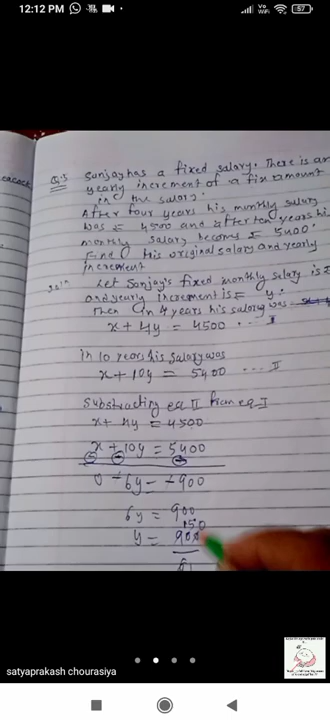 12:12 PM
57
peacock
Q.5 Sunjay has a fixed salary. There is an
yearly increment of a fix amount
in the salary.
After four years his monthly salary
was = 4500 and after ten years his
monthly salary becomes = 5400.
Find his original salary and yearly
increment
Let Sanjay's fixed monthly salary is =
and yearly increment is = y.
Then in 4 years his salary was
x + 4y = 4500 ... I
in 10 years his salary was
x + 10y = 5400 ... II
Substracting eq II from eq I
x + 4y = 4500
x + 10y = 5400
(-) (-) (-)
0 - 6y = -900
6y = 900
150
y = 900
6
satyaprakash chourasiya